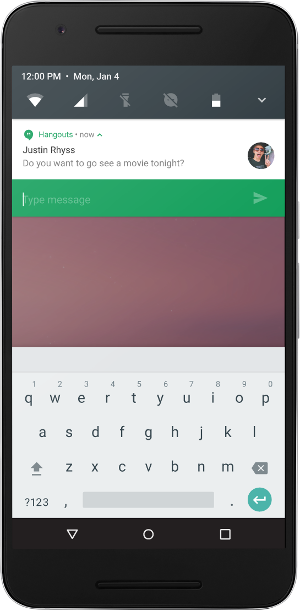 12:00 PM • Mon, Jan 4
Hangouts • now
Justin Rhyss
Do you want to go see a movie tonight?
Type message
1 2 3 4 5 6 7 8 9 0
q w e r t y u i o p
a s d f g h j k l
z x c v b n m
?123 , .